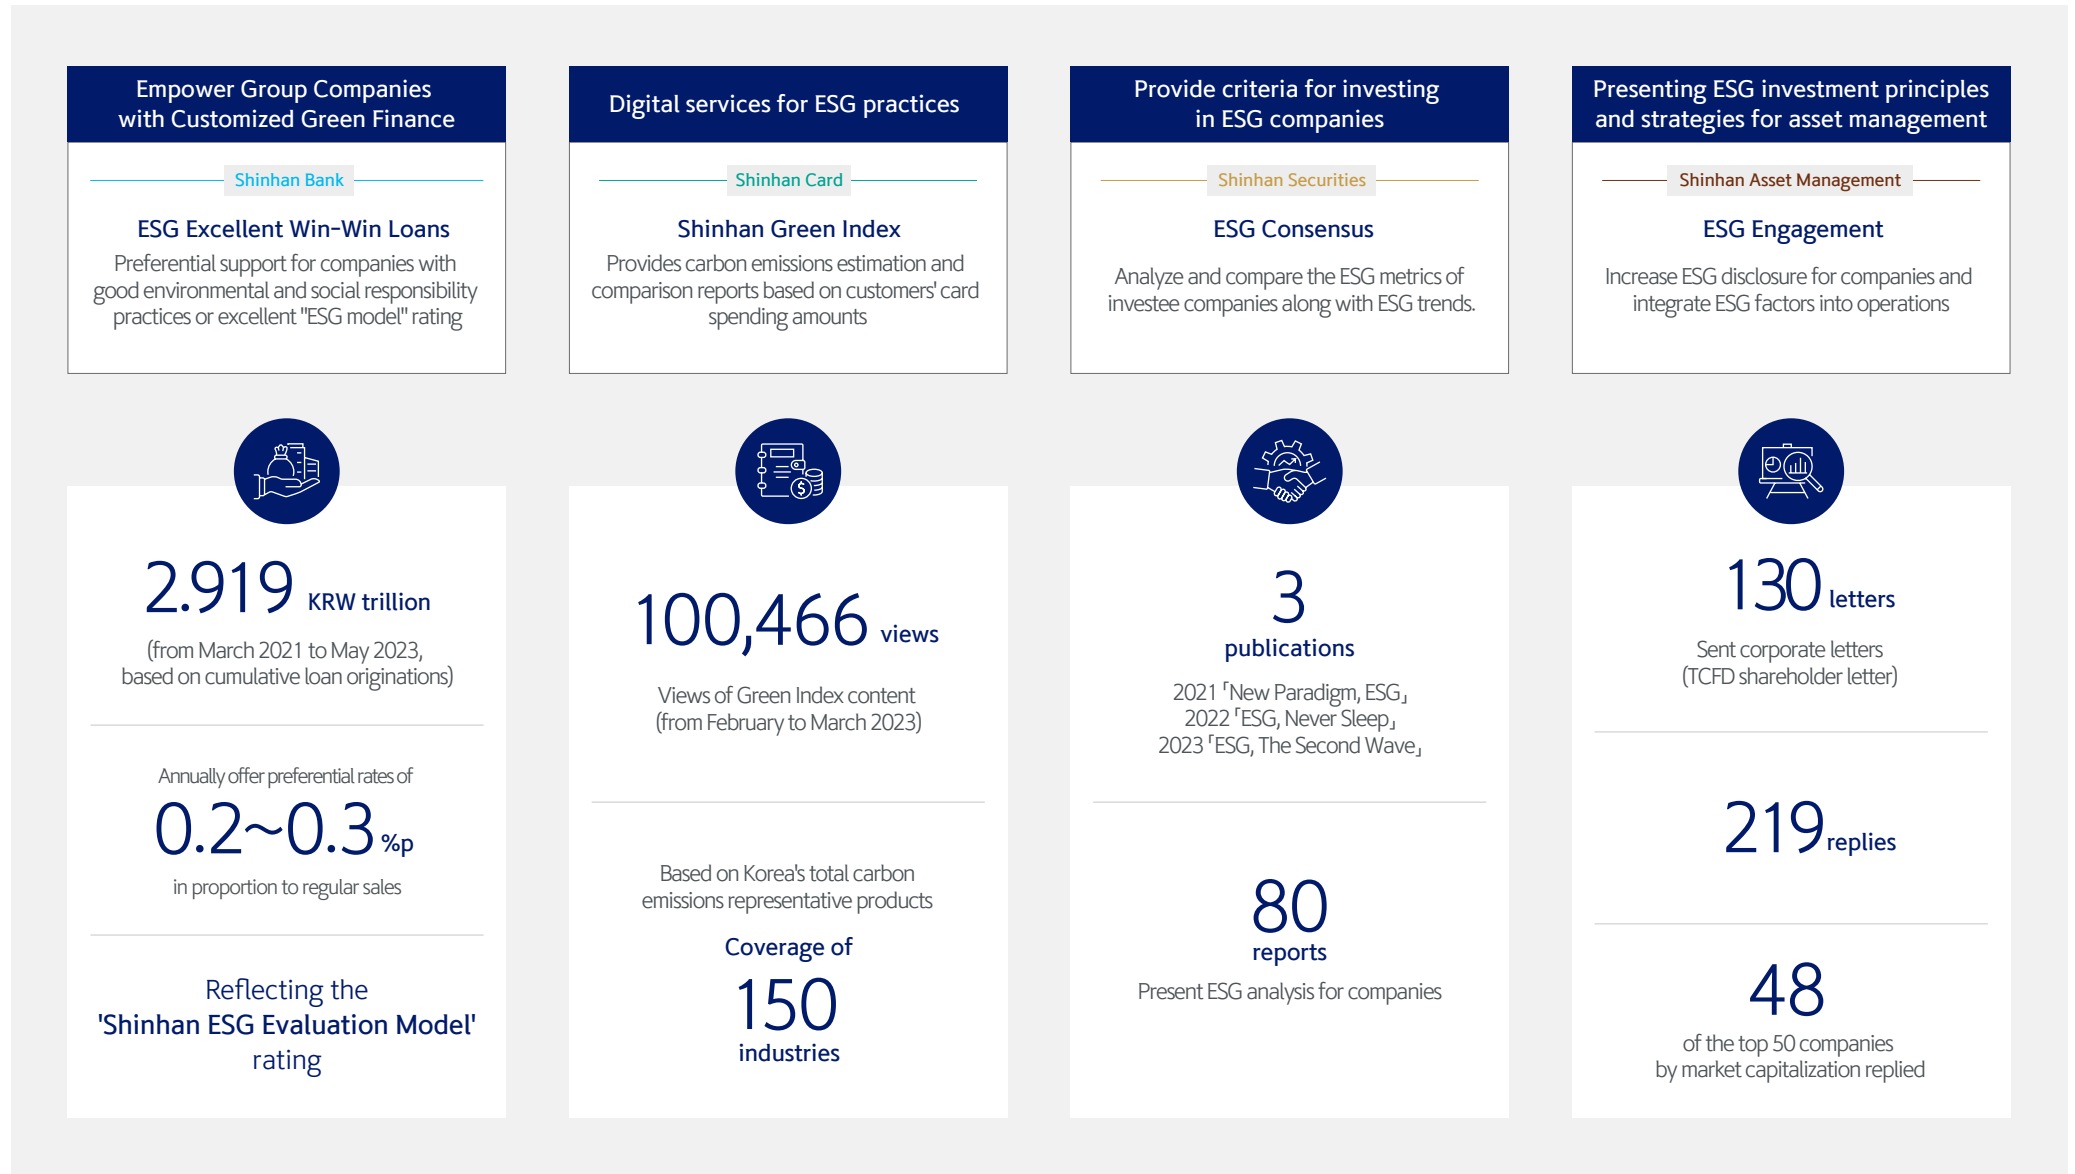 Empower Group Companies
with Customized Green Finance
Shinhan Bank
ESG Excellent Win-Win Loans
Preferential support for companies with
good environmental and social responsibility
practices or excellent "ESG model" rating
2.919 KRW trillion
(from March 2021 to May 2023,
based on cumulative loan originations)
Annually offer preferential rates of
0.2~0.3 %p
in proportion to regular sales
Reflecting the
'Shinhan ESG Evaluation Model'
rating
Digital services for ESG practices
Shinhan Card
Shinhan Green Index
Provides carbon emissions estimation and
comparison reports based on customers' card
spending amounts
100,466 views
Views of Green Index content
(from February to March 2023)
Based on Korea's total carbon
emissions representative products
Coverage of
150
industries
Provide criteria for investing
in ESG companies
Shinhan Securities
ESG Consensus
Analyze and compare the ESG metrics of
investee companies along with ESG trends.
3
publications
2021 「New Paradigm, ESG」
2022 「ESG, Never Sleep」
2023 「ESG, The Second Wave」
80
reports
Present ESG analysis for companies
Presenting ESG investment principles
and strategies for asset management
Shinhan Asset Management
ESG Engagement
Increase ESG disclosure for companies and
integrate ESG factors into operations
130 letters
Sent corporate letters
(TCFD shareholder letter)
219 replies
48
of the top 50 companies
by market capitalization replied